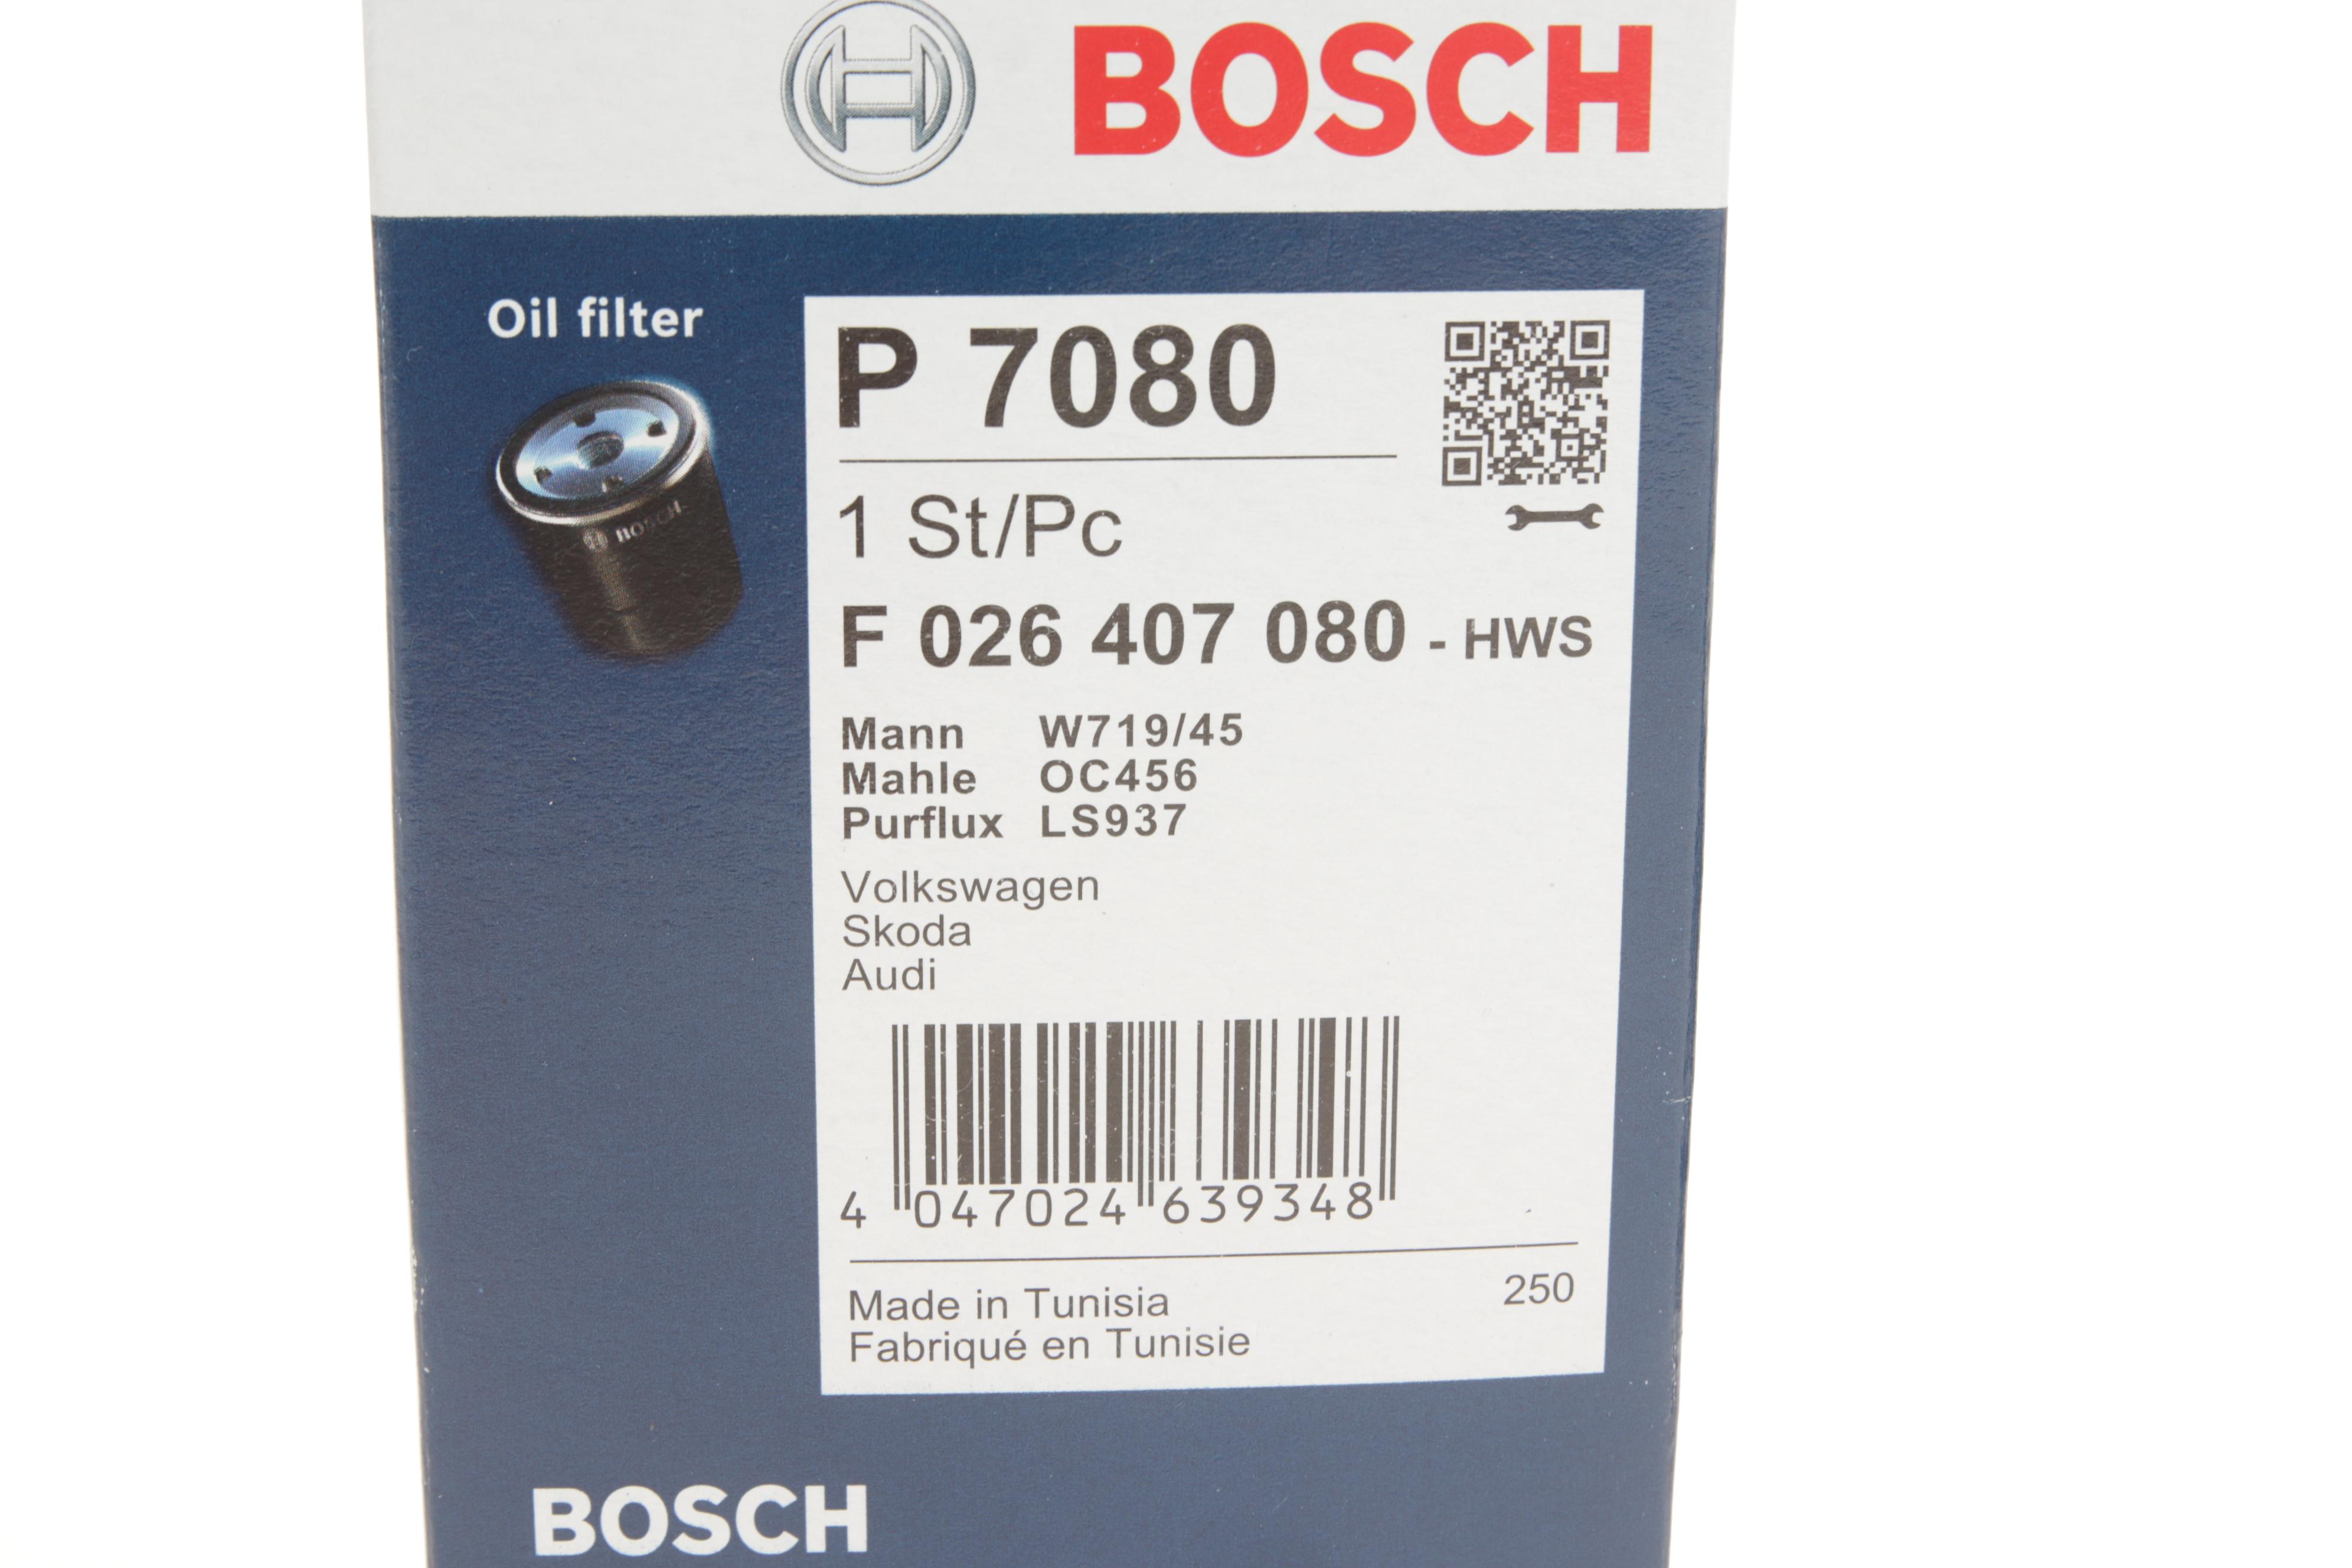 BOSCH
Oil filter
BOSCH
P 7080
1 St/Pc
F 026 407 080 - HWS
Mann W719/45
Mahle OC456
Purflux LS937
Volkswagen
Skoda
Audi
4 047024 639348
Made in Tunisia 250
Fabriqué en Tunisie
BOSCH